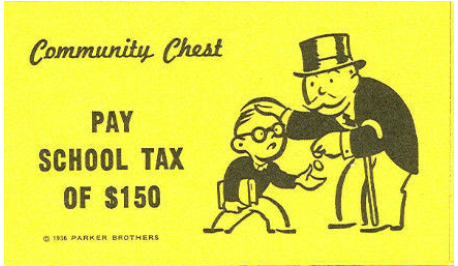 Community Chest
PAY
SCHOOL TAX
OF $150
© 1936 PARKER BROTHERS